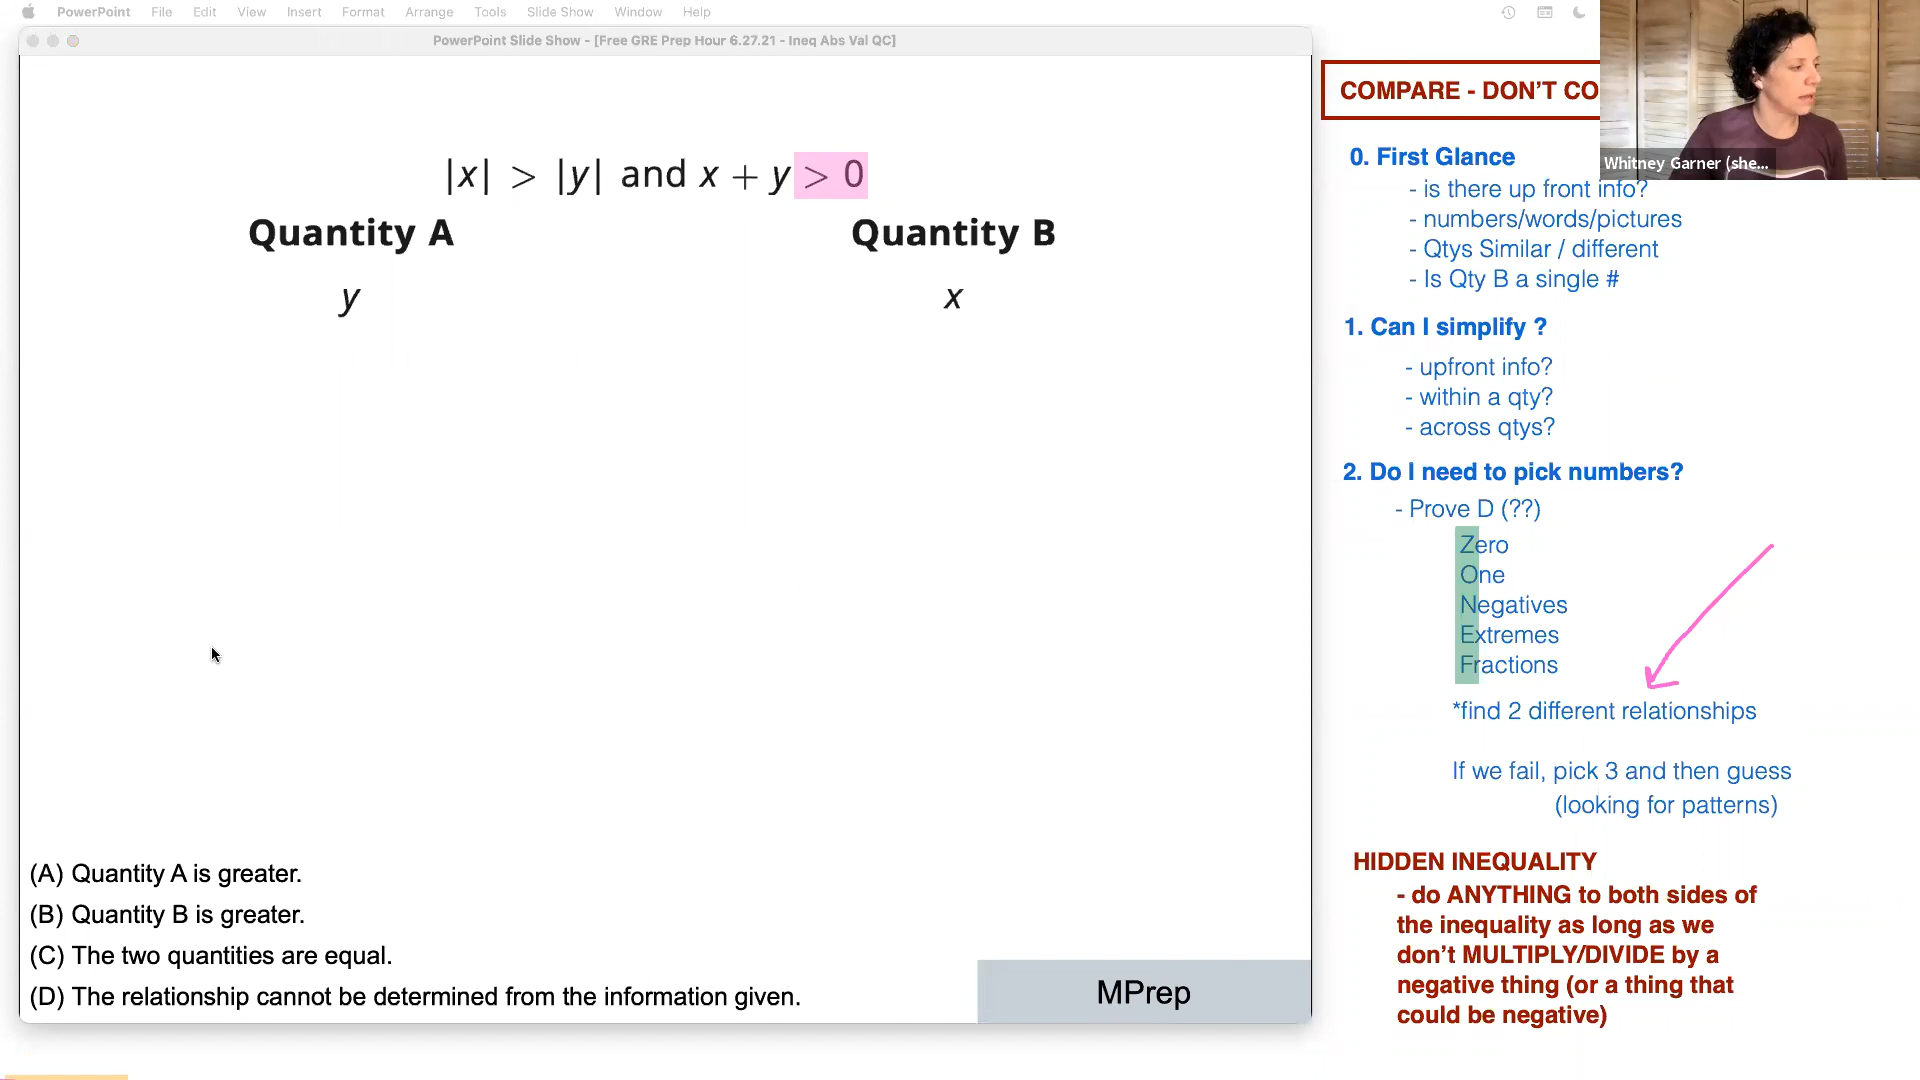 PowerPoint File Edit View Insert Format Arrange Tools Slide Show Window Help
PowerPoint Slide Show - [Free GRE Prep Hour 6.27.21 - Ineq Abs Val QC]
|x| > |y| and x + y > 0
Quantity A Quantity B
y x
(A) Quantity A is greater.
(B) Quantity B is greater.
(C) The two quantities are equal.
(D) The relationship cannot be determined from the information given.
MPrep
COMPARE - DON'T CO
Whitney Garner (she...
0. First Glance
- is there up front info?
- numbers/words/pictures
- Qtys Similar / different
- Is Qty B a single #
1. Can I simplify ?
- upfront info?
- within a qty?
- across qtys?
2. Do I need to pick numbers?
- Prove D (??)
Zero
One
Negatives
Extremes
Fractions
*find 2 different relationships
If we fail, pick 3 and then guess
(looking for patterns)
HIDDEN INEQUALITY
- do ANYTHING to both sides of
the inequality as long as we
don't MULTIPLY/DIVIDE by a
negative thing (or a thing that
could be negative)